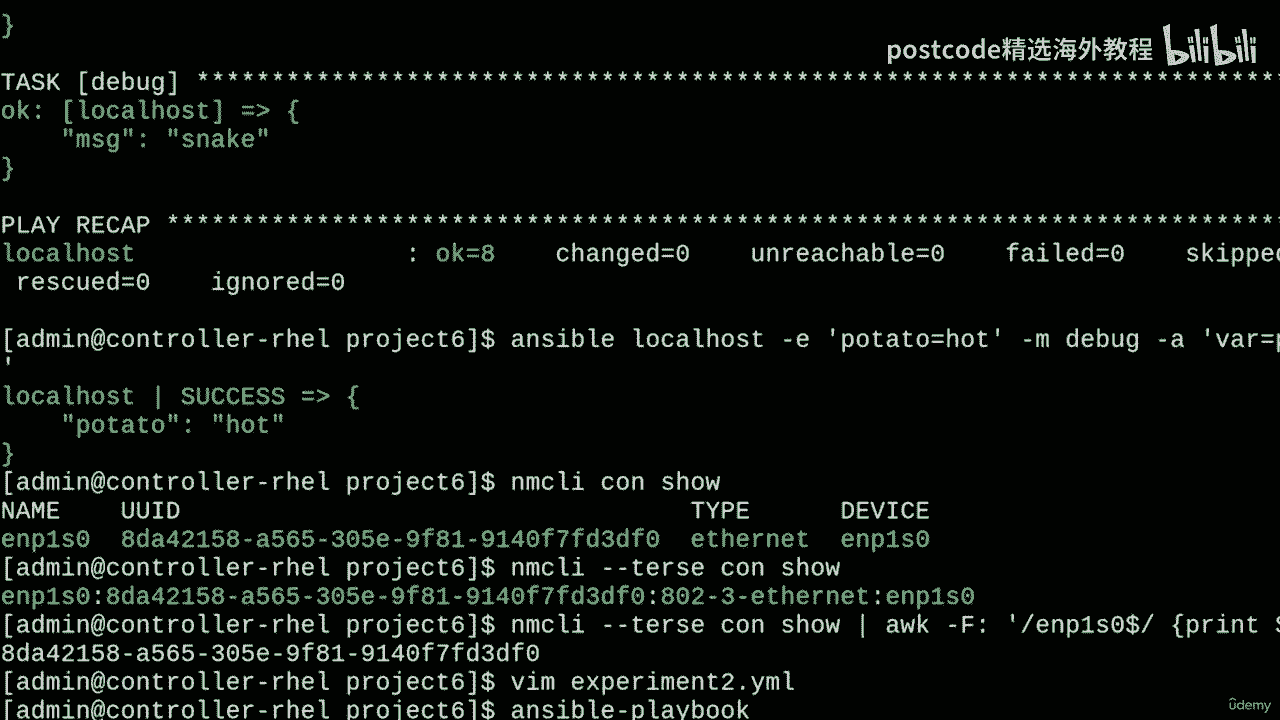 }
postcode精选海外教程 bilibili
TASK [debug] ************************************************************************
ok: [localhost] => {
    "msg": "snake"
}
PLAY RECAP **************************************************************************
localhost                  : ok=8    changed=0    unreachable=0    failed=0    skipped
 rescued=0    ignored=0
[admin@controller-rhel project6]$ ansible localhost -e 'potato=hot' -m debug -a 'var=p
'
localhost | SUCCESS => {
    "potato": "hot"
}
[admin@controller-rhel project6]$ nmcli con show
NAME    UUID                                  TYPE      DEVICE
enp1s0  8da42158-a565-305e-9f81-9140f7fd3df0  ethernet  enp1s0
[admin@controller-rhel project6]$ nmcli --terse con show
enp1s0:8da42158-a565-305e-9f81-9140f7fd3df0:802-3-ethernet:enp1s0
[admin@controller-rhel project6]$ nmcli --terse con show | awk -F: '/enp1s0$/ {print $
8da42158-a565-305e-9f81-9140f7fd3df0
[admin@controller-rhel project6]$ vim experiment2.yml
[admin@controller-rhel project6]$ ansible-playbook
udemy